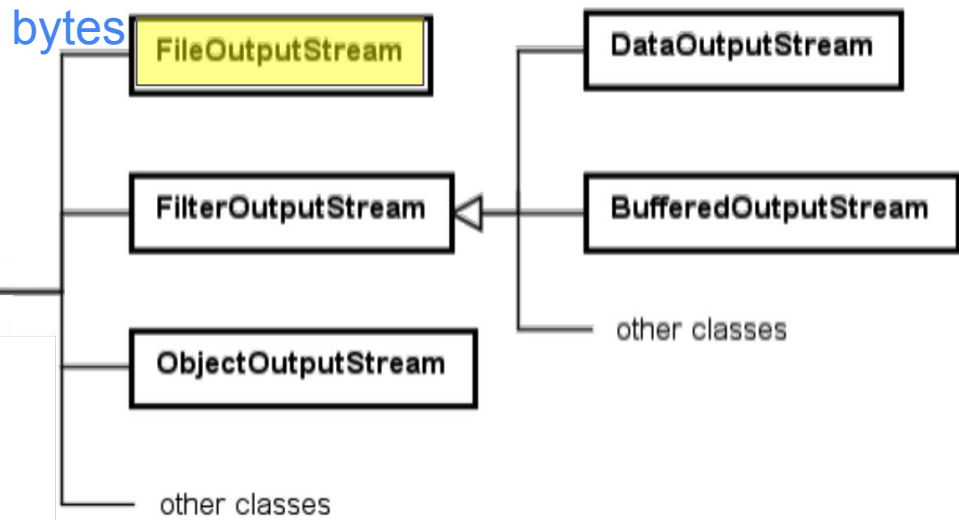 bytes
FileOutputStream
DataOutputStream
FilterOutputStream
BufferedOutputStream
other classes
ObjectOutputStream
other classes